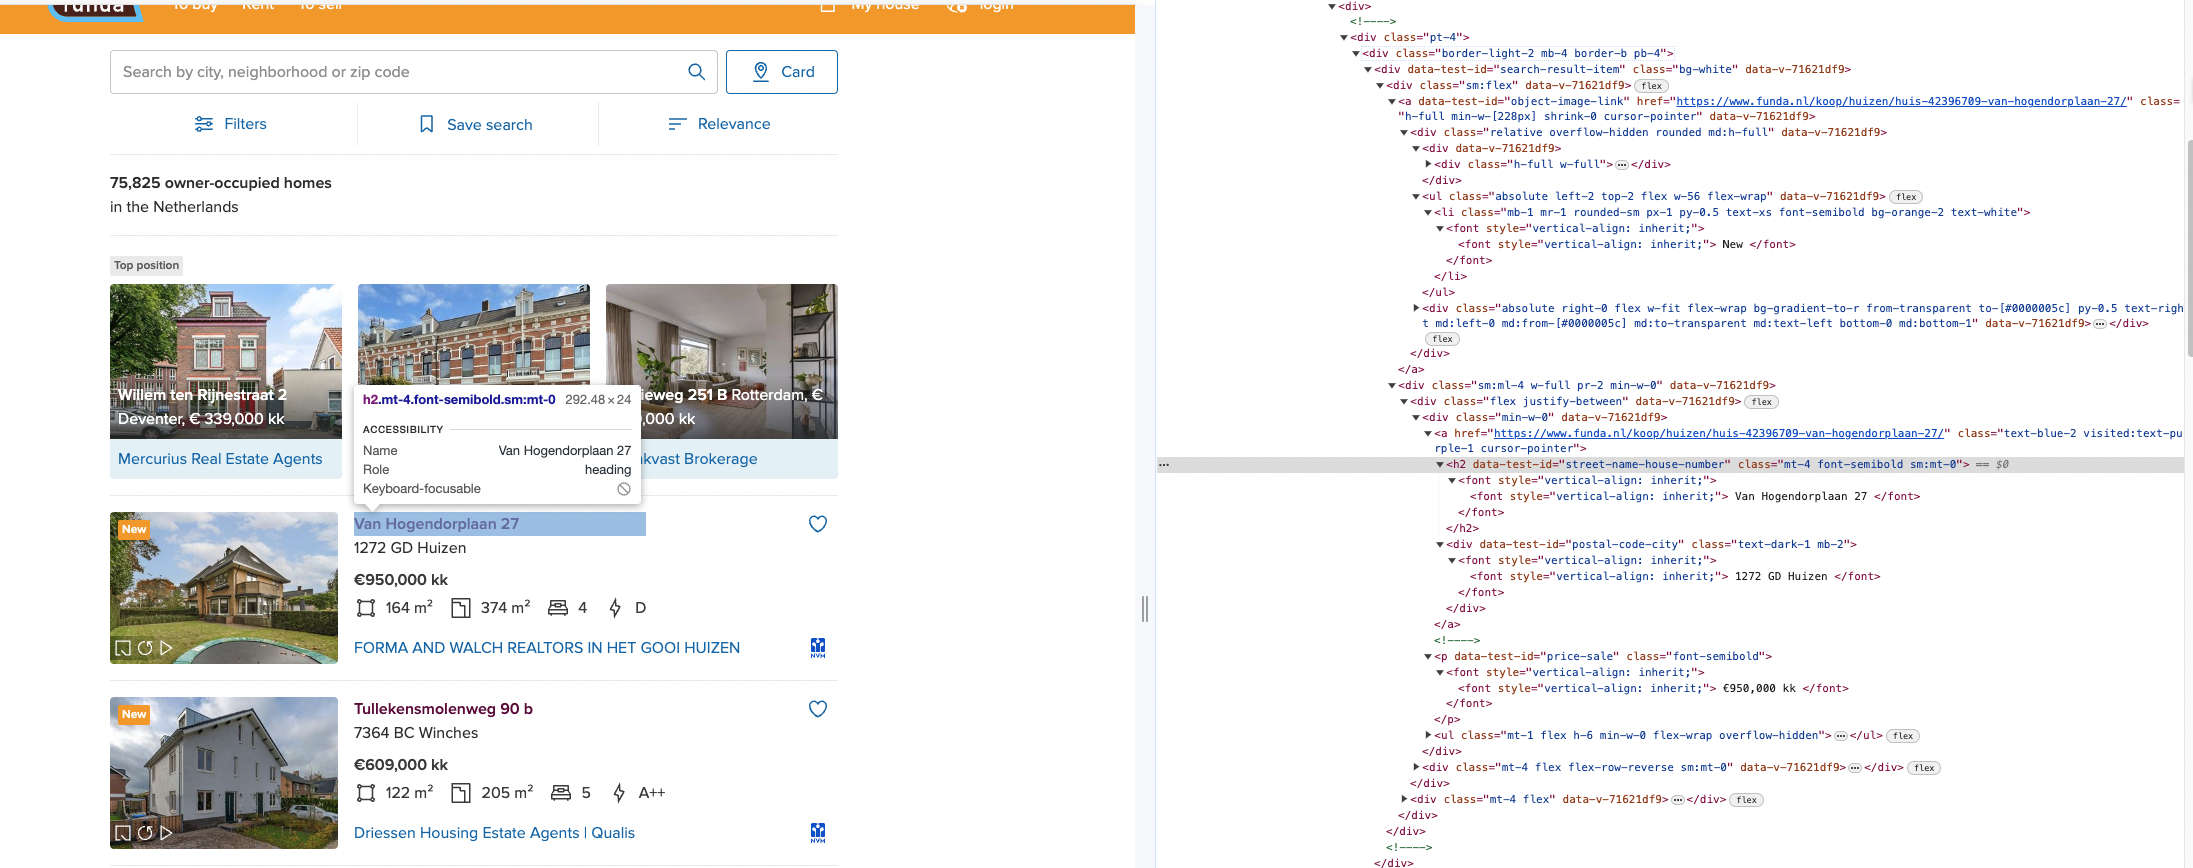 funda To buy Rent To sell My house login
Search by city, neighborhood or zip code Card
Filters Save search Relevance
75,825 owner-occupied homes
in the Netherlands
Top position
Willem ten Rijnestraat 2
Deventer, € 339,000 kk
Mercurius Real Estate Agents
ieweg 251 B Rotterdam, €
,000 kk
kvast Brokerage
h2.mt-4.font-semibold.sm:mt-0 292.48 × 24
ACCESSIBILITY
Name Van Hogendorplaan 27
Role heading
Keyboard-focusable
New
Van Hogendorplaan 27
1272 GD Huizen
€950,000 kk
164 m² 374 m² 4 D
FORMA AND WALCH REALTORS IN HET GOOI HUIZEN
NVM
New
Tullekensmolenweg 90 b
7364 BC Winches
€609,000 kk
122 m² 205 m² 5 A++
Driessen Housing Estate Agents | Qualis
NVM
<div>
<!---->
<div class="pt-4">
<div class="border-light-2 mb-4 border-b pb-4">
<div data-test-id="search-result-item" class="bg-white" data-v-71621df9>
<div class="sm:flex" data-v-71621df9> flex
<a data-test-id="object-image-link" href="https://www.funda.nl/koop/huizen/huis-42396709-van-hogendorplaan-27/" class=
"h-full min-w-[228px] shrink-0 cursor-pointer" data-v-71621df9>
<div class="relative overflow-hidden rounded md:h-full" data-v-71621df9>
<div data-v-71621df9>
<div class="h-full w-full"> … </div>
</div>
<ul class="absolute left-2 top-2 flex w-56 flex-wrap" data-v-71621df9> flex
<li class="mb-1 mr-1 rounded-sm px-1 py-0.5 text-xs font-semibold bg-orange-2 text-white">
<font style="vertical-align: inherit;">
<font style="vertical-align: inherit;"> New </font>
</font>
</li>
</ul>
<div class="absolute right-0 flex w-fit flex-wrap bg-gradient-to-r from-transparent to-[#0000005c] py-0.5 text-righ
t md:left-0 md:from-[#0000005c] md:to-transparent md:text-left bottom-0 md:bottom-1" data-v-71621df9> … </div>
flex
</div>
</a>
<div class="sm:ml-4 w-full pr-2 min-w-0" data-v-71621df9>
<div class="flex justify-between" data-v-71621df9> flex
<div class="min-w-0" data-v-71621df9>
<a href="https://www.funda.nl/koop/huizen/huis-42396709-van-hogendorplaan-27/" class="text-blue-2 visited:text-pu
rple-1 cursor-pointer">
… <h2 data-test-id="street-name-house-number" class="mt-4 font-semibold sm:mt-0"> == $0
<font style="vertical-align: inherit;">
<font style="vertical-align: inherit;"> Van Hogendorplaan 27 </font>
</font>
</h2>
<div data-test-id="postal-code-city" class="text-dark-1 mb-2">
<font style="vertical-align: inherit;">
<font style="vertical-align: inherit;"> 1272 GD Huizen </font>
</font>
</div>
</a>
<!---->
<p data-test-id="price-sale" class="font-semibold">
<font style="vertical-align: inherit;">
<font style="vertical-align: inherit;"> €950,000 kk </font>
</font>
</p>
<ul class="mt-1 flex h-6 min-w-0 flex-wrap overflow-hidden"> … </ul> flex
</div>
<div class="mt-4 flex flex-row-reverse sm:mt-0" data-v-71621df9> … </div> flex
</div>
<div class="mt-4 flex" data-v-71621df9> … </div> flex
</div>
</div>
<!---->
</div>